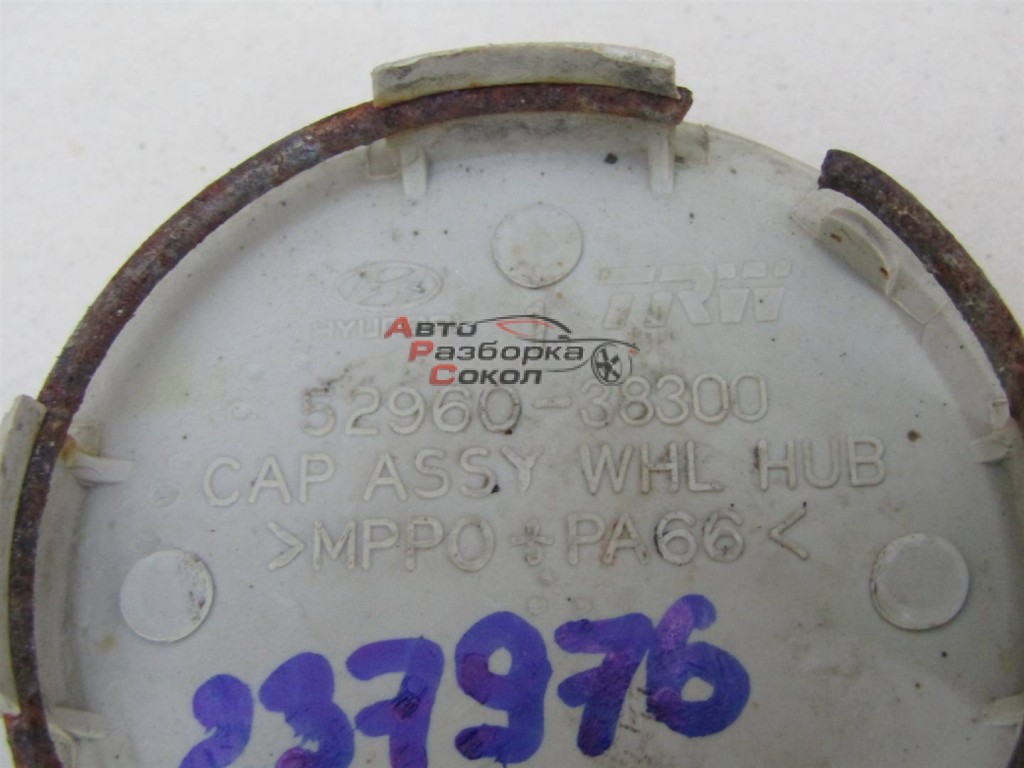 HYUNDAI TRW
АВТО
РАЗБОРКА
СОКОЛ
52960-38300
CAP ASSY WHL HUB
>MPPO+PA66<
237976